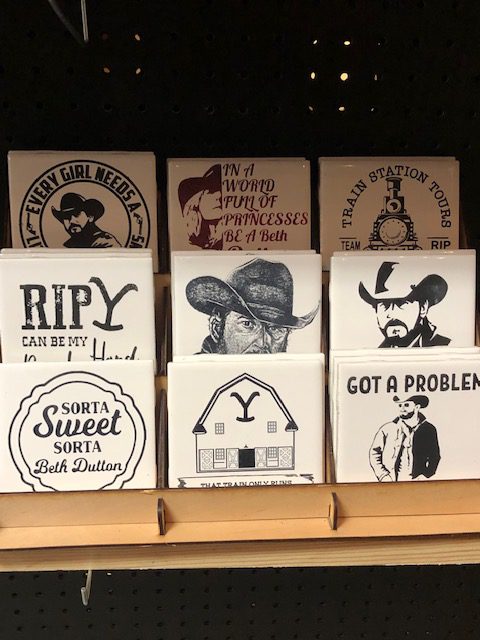 EVERY GIRL NEEDS A
IN A
WORLD
FULL OF
PRINCESSES
BE A Beth
TRAIN STATION TOURS
TEAM RIP
RIP Y
CAN BE MY
Hand
SORTA
Sweet
SORTA
Beth Dutton
Y
THAT TRAIN ONLY RUNS
GOT A PROBLEM